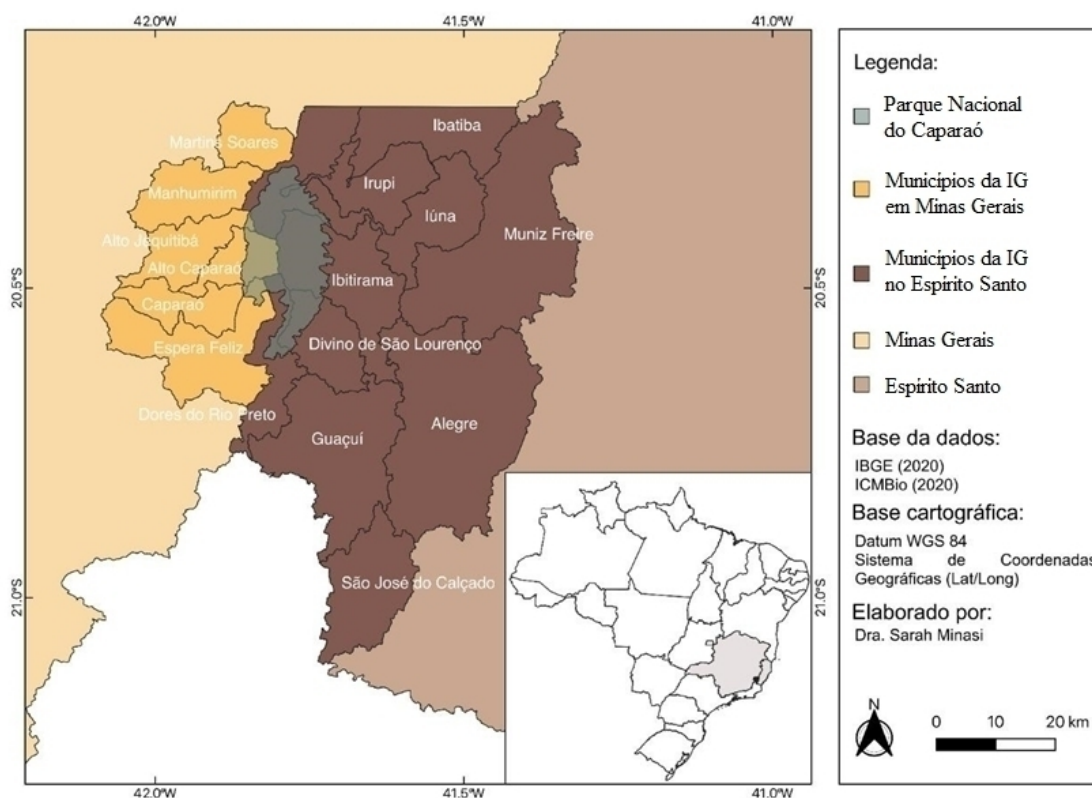 42.0°W
41.5°W
41.0°W
Martins Soares
Ibatiba
Manhumirim
Irupi
Iúna
Muniz Freire
Alto Jequitibá
Alto Caparaó
Ibitirama
Caparaó
Espera Feliz
Divino de São Lourenço
Dores do Rio Preto
Guaçuí
Alegre
São José do Calçado
20.5°S
20.5°S
21.0°S
21.0°S
42.0°W
41.5°W
41.0°W
Legenda:
Parque Nacional
do Caparaó
Municípios da IG
em Minas Gerais
Municípios da IG
no Espírito Santo
Minas Gerais
Espírito Santo
Base da dados:
IBGE (2020)
ICMBio (2020)
Base cartográfica:
Datum WGS 84
Sistema de Coordenadas
Geográficas (Lat/Long)
Elaborado por:
Dra. Sarah Minasi
N
0 10 20 km